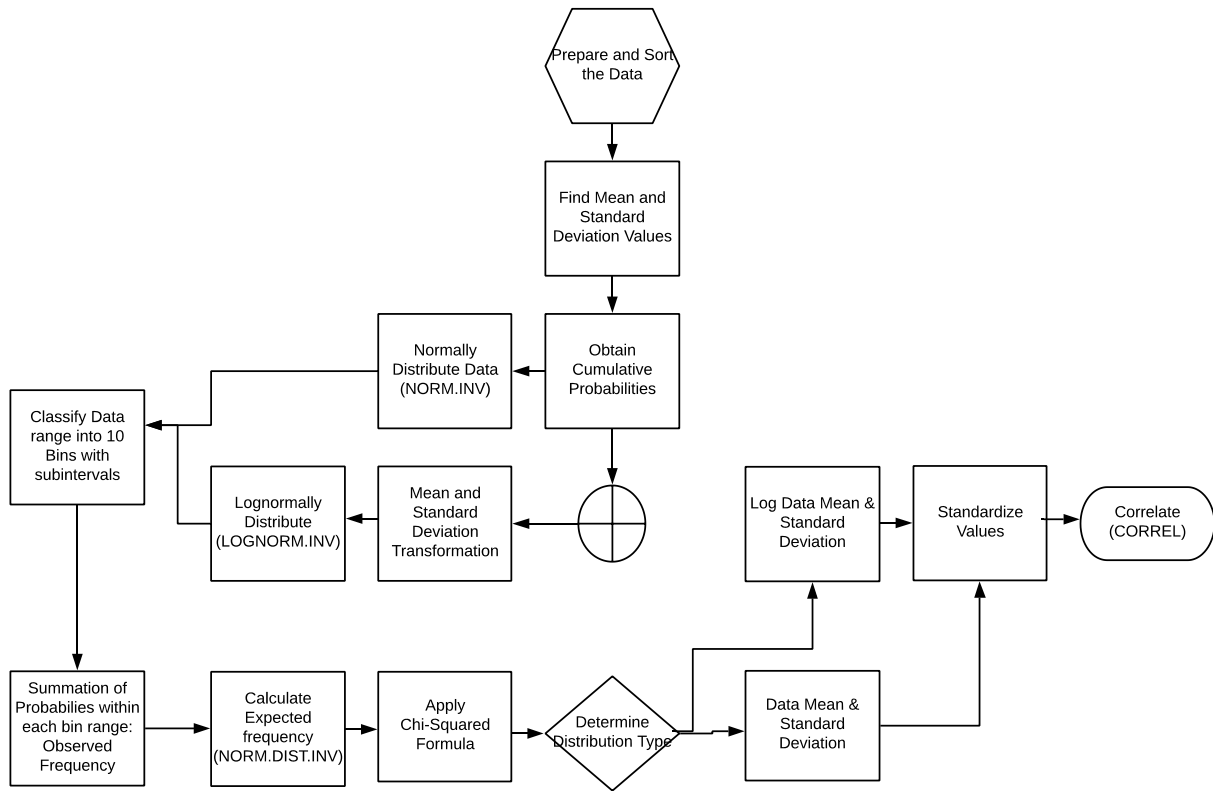 Prepare and Sort
the Data
Find Mean and
Standard
Deviation Values
Normally
Distribute Data
(NORM.INV)
Obtain
Cumulative
Probabilities
Classify Data
range into 10
Bins with
subintervals
Lognormally
Distribute
(LOGNORM.INV)
Mean and
Standard
Deviation
Transformation
Log Data Mean &
Standard
Deviation
Standardize
Values
Correlate
(CORREL)
Summation of
Probabilies within
each bin range:
Observed
Frequency
Calculate
Expected
frequency
(NORM.DIST.INV)
Apply
Chi-Squared
Formula
Determine
Distribution Type
Data Mean &
Standard
Deviation